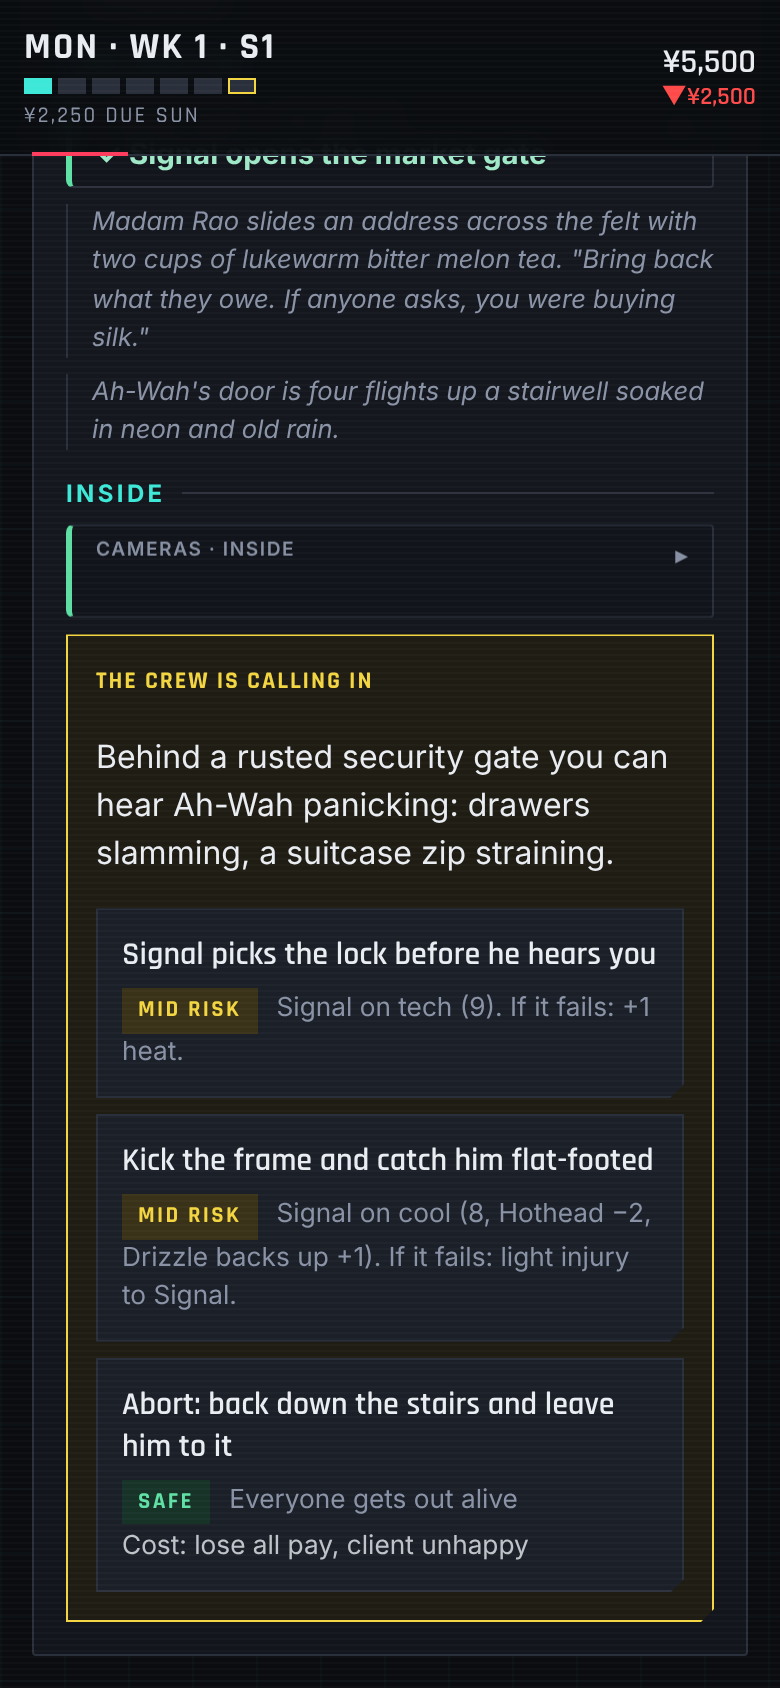 MON · WK 1 · S1
¥2,250 DUE SUN
¥5,500
▼¥2,500
✓ Signal opens the market gate
Madam Rao slides an address across the felt with
two cups of lukewarm bitter melon tea. "Bring back
what they owe. If anyone asks, you were buying
silk."
Ah-Wah's door is four flights up a stairwell soaked
in neon and old rain.
INSIDE
CAMERAS · INSIDE
▶
THE CREW IS CALLING IN
Behind a rusted security gate you can
hear Ah-Wah panicking: drawers
slamming, a suitcase zip straining.
Signal picks the lock before he hears you
MID RISK Signal on tech (9). If it fails: +1
heat.
Kick the frame and catch him flat-footed
MID RISK Signal on cool (8, Hothead −2,
Drizzle backs up +1). If it fails: light injury
to Signal.
Abort: back down the stairs and leave
him to it
SAFE Everyone gets out alive
Cost: lose all pay, client unhappy